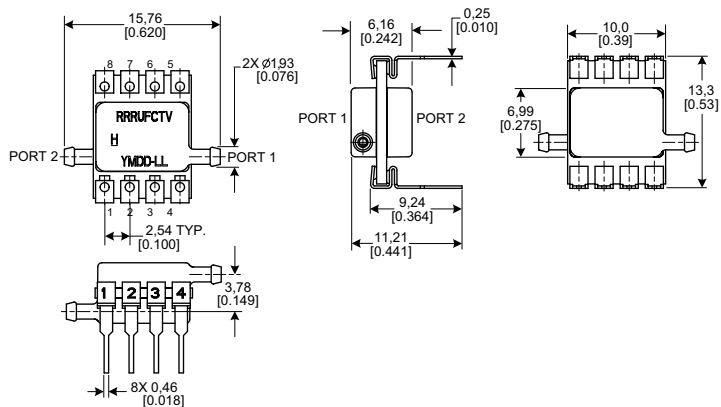 15,76
[0.620]
8 7 6 5
2X Ø1,93
[0.076]
RRRUFCTV
H
YMDD-LL
PORT 2
PORT 1
1 2 3 4
2,54 TYP.
[0.100]
6,16
[0.242]
0,25
[0.010]
PORT 1
PORT 2
9,24
[0.364]
11,21
[0.441]
10,0
[0.39]
6,99
[0.275]
13,3
[0.53]
1 2 3 4
3,78
[0.149]
8X 0,46
[0.018]